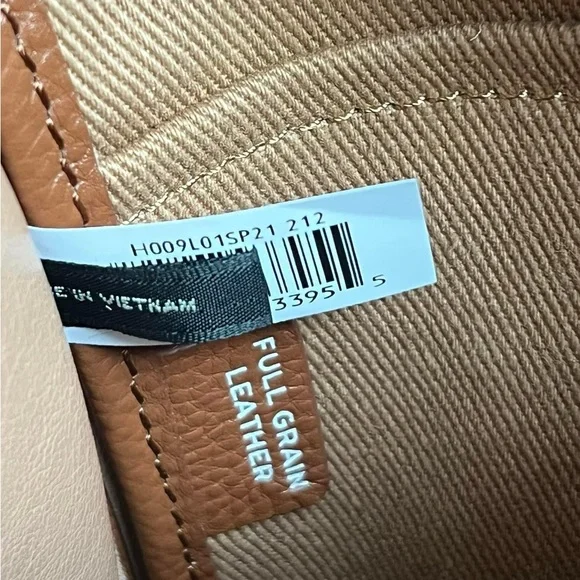 H009L01SP21 212
3395 5
E IN VIETNAM
FULL GRAIN
LEATHER